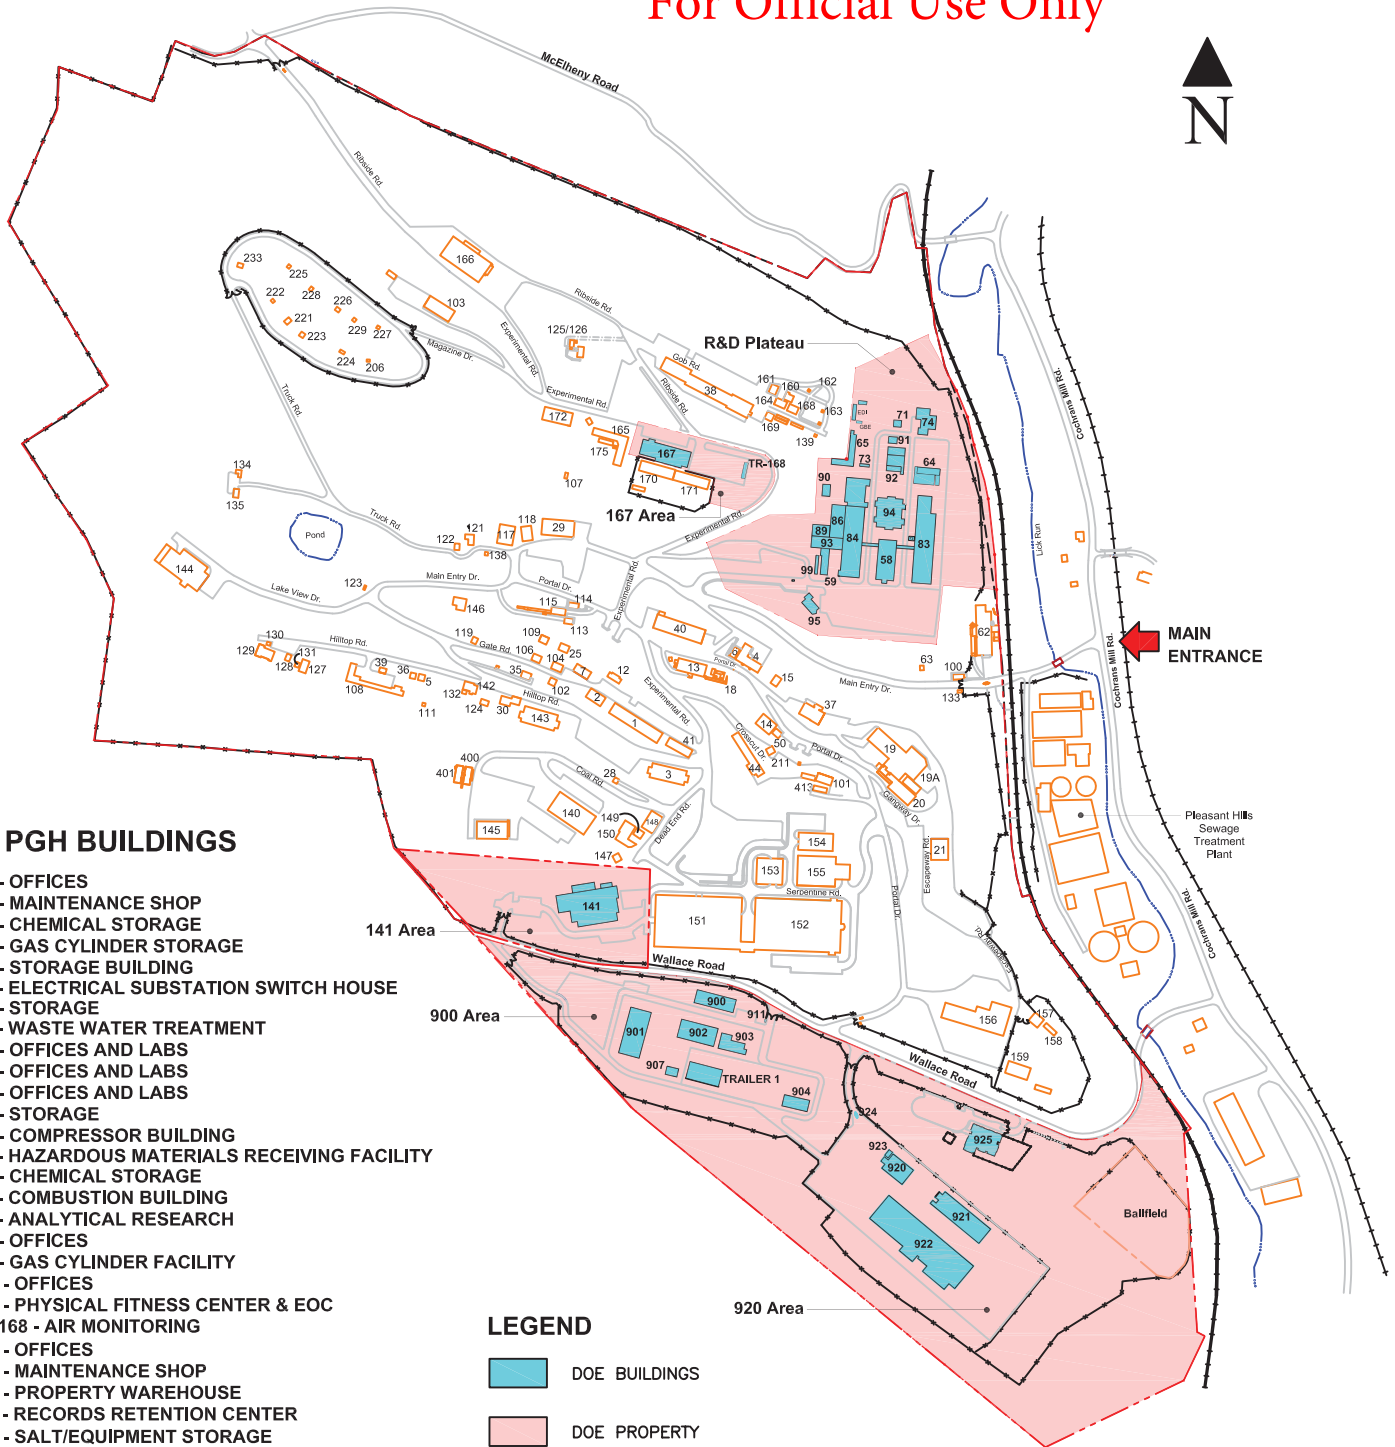 For Official Use Only
N
McElheny Road
Ribside Rd.
233
225
222
228
226
221
229
227
223
224
206
166
103
Magazine Dr.
Experimental Rd.
Ribside Rd.
125/126
R&D Plateau
Gob Rd.
38
Ribside Rd.
161
160
162
164
168
163
169
139
Truck Rd.
Experimental Rd.
172
165
175
167
TR-168
170
171
107
167 Area
Experimental Rd.
EDI
GBE
71
74
65
91
73
64
92
90
86
94
89
93
84
83
58
99
59
95
134
135
Pond
Truck Rd.
121
122
117
118
29
138
144
Lake View Dr.
123
Main Entry Dr.
Portal Dr.
Experimental Rd.
146
115
114
113
Cochrans Mill Rd.
Lick Run
MAIN
ENTRANCE
Cochrans Mill Rd.
130
129
Hilltop Rd.
131
128
127
119
Gate Rd.
109
106
25
104
40
6
4
Portal Dr.
13
18
15
62
63
100
133
Main Entry Dr.
39
36
5
108
111
35
1
12
102
2
142
132
124
30
Hilltop Rd.
143
1
41
Experimental Rd.
37
14
50
Crosscut Dr.
44
211
Portal Dr.
19
19A
20
Gangway Dr.
413
101
400
401
28
Coal Rd.
3
140
149
150
148
Dead End Rd.
147
145
154
153
155
Serpentine Rd.
21
Escapeway Rd.
Portal Dr.
Escapeway Rd.
Pleasant Hills
Sewage
Treatment
Plant
Cochrans Mill Rd.
141
141 Area
151
152
Wallace Road
900 Area
900
911
901
902
903
907
TRAILER 1
904
156
157
158
159
Wallace Road
924
923
920
925
921
922
Ballfield
920 Area
PGH BUILDINGS
- OFFICES
- MAINTENANCE SHOP
- CHEMICAL STORAGE
- GAS CYLINDER STORAGE
- STORAGE BUILDING
- ELECTRICAL SUBSTATION SWITCH HOUSE
- STORAGE
- WASTE WATER TREATMENT
- OFFICES AND LABS
- OFFICES AND LABS
- OFFICES AND LABS
- STORAGE
- COMPRESSOR BUILDING
- HAZARDOUS MATERIALS RECEIVING FACILITY
- CHEMICAL STORAGE
- COMBUSTION BUILDING
- ANALYTICAL RESEARCH
- OFFICES
- GAS CYLINDER FACILITY
- OFFICES
- PHYSICAL FITNESS CENTER & EOC
168 - AIR MONITORING
- OFFICES
- MAINTENANCE SHOP
- PROPERTY WAREHOUSE
- RECORDS RETENTION CENTER
- SALT/EQUIPMENT STORAGE
LEGEND
DOE BUILDINGS
DOE PROPERTY